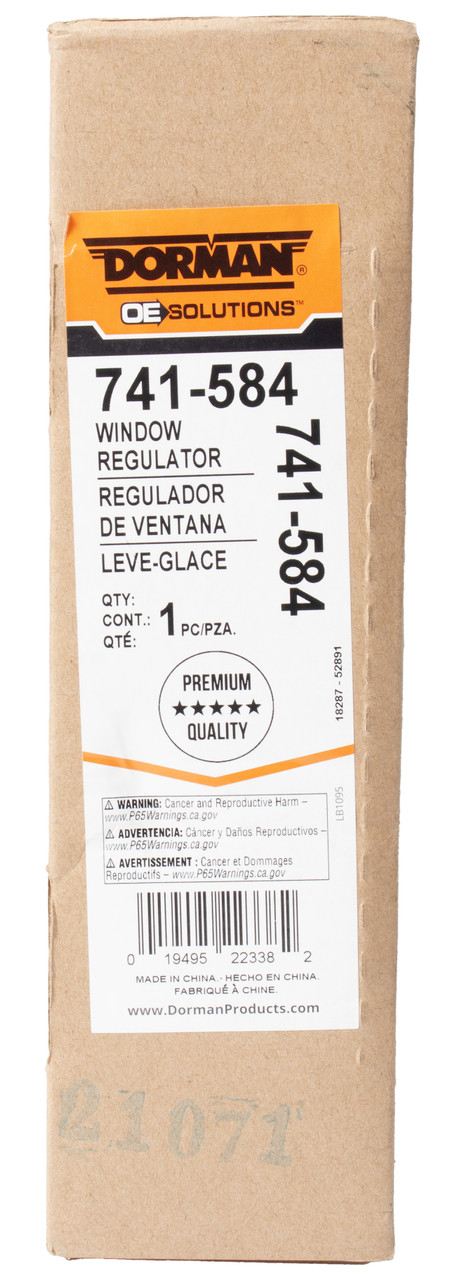 DORMAN®
OE SOLUTIONS™
741-584
WINDOW
REGULATOR
REGULADOR
DE VENTANA
LEVE-GLACE
QTY:
CONT.: 1 PC/PZA.
QTÉ:
741-584
18287 - 52891
PREMIUM
★★★★★
QUALITY
LB1095
⚠ WARNING: Cancer and Reproductive Harm –
www.P65Warnings.ca.gov
⚠ ADVERTENCIA: Cáncer y Daños Reproductivos –
www.P65Warnings.ca.gov
⚠ AVERTISSEMENT : Cancer et Dommages
Reproductifs – www.P65Warnings.ca.gov
0 19495 22338 2
MADE IN CHINA.- HECHO EN CHINA.
FABRIQUÉ À CHINE.
www.DormanProducts.com
21071